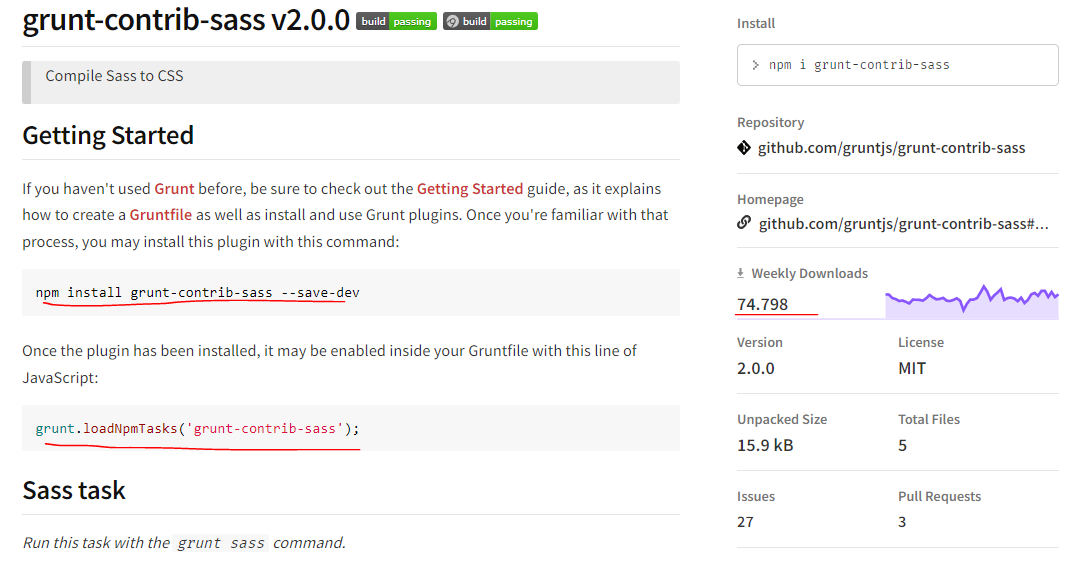 grunt-contrib-sass v2.0.0 build passing build passing
Compile Sass to CSS
Getting Started
If you haven't used Grunt before, be sure to check out the Getting Started guide, as it explains
how to create a Gruntfile as well as install and use Grunt plugins. Once you're familiar with that
process, you may install this plugin with this command:
npm install grunt-contrib-sass --save-dev
Once the plugin has been installed, it may be enabled inside your Gruntfile with this line of
JavaScript:
grunt.loadNpmTasks('grunt-contrib-sass');
Sass task
Run this task with the grunt sass command.
Install
> npm i grunt-contrib-sass
Repository
github.com/gruntjs/grunt-contrib-sass
Homepage
github.com/gruntjs/grunt-contrib-sass#...
Weekly Downloads
74.798
Version License
2.0.0 MIT
Unpacked Size Total Files
15.9 kB 5
Issues Pull Requests
27 3